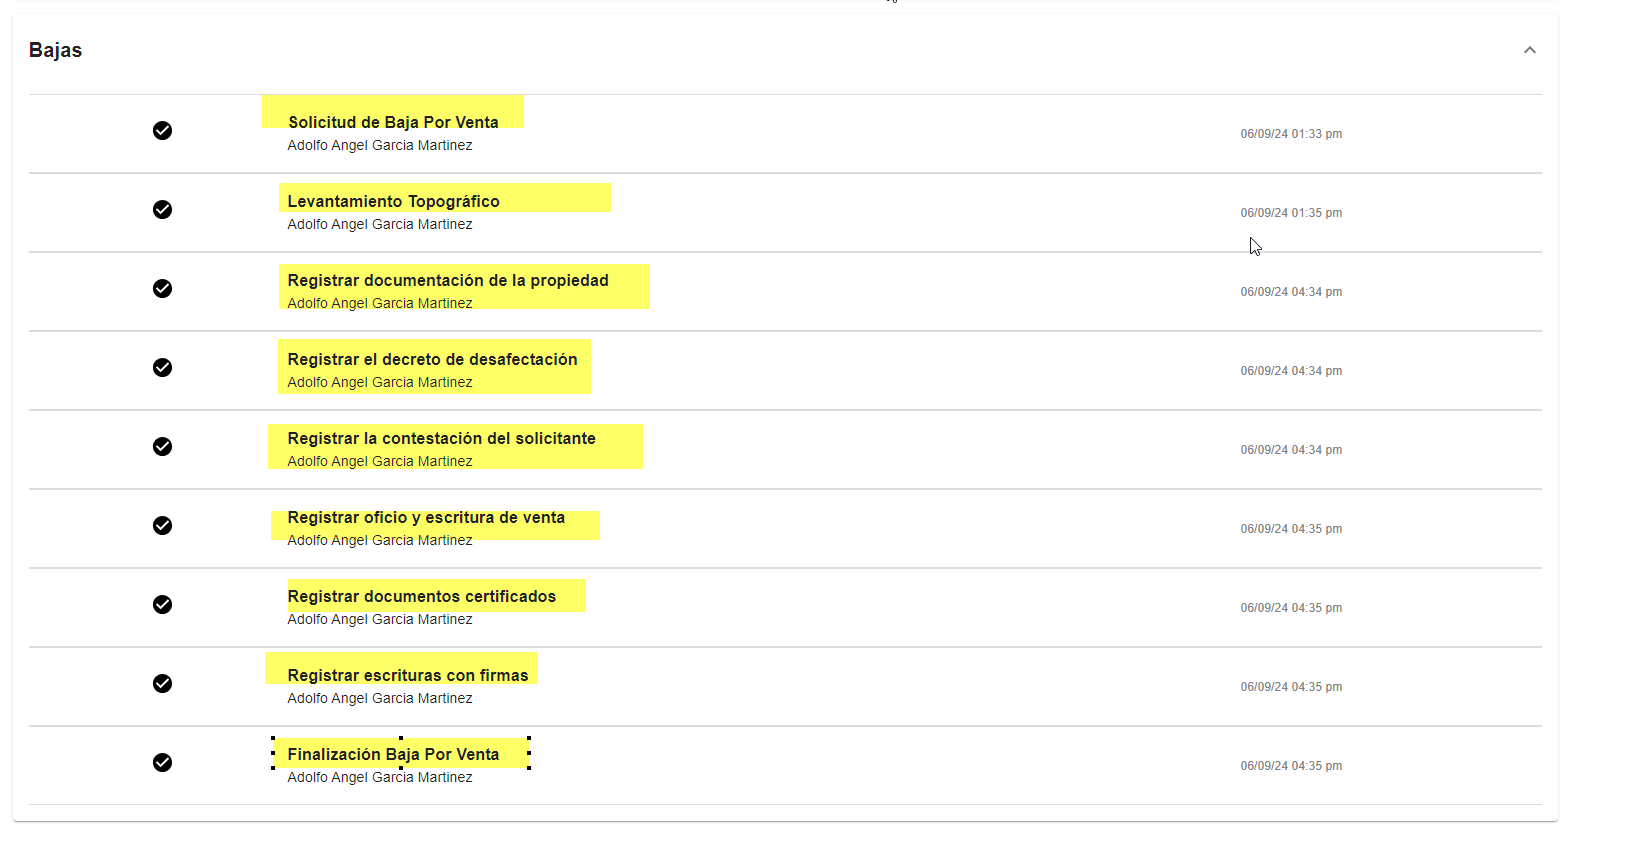 Bajas
Solicitud de Baja Por Venta
Adolfo Angel Garcia Martinez
06/09/24 01:33 pm
Levantamiento Topográfico
Adolfo Angel Garcia Martinez
06/09/24 01:35 pm
Registrar documentación de la propiedad
Adolfo Angel Garcia Martinez
06/09/24 04:34 pm
Registrar el decreto de desafectación
Adolfo Angel Garcia Martinez
06/09/24 04:34 pm
Registrar la contestación del solicitante
Adolfo Angel Garcia Martinez
06/09/24 04:34 pm
Registrar oficio y escritura de venta
Adolfo Angel Garcia Martinez
06/09/24 04:35 pm
Registrar documentos certificados
Adolfo Angel Garcia Martinez
06/09/24 04:35 pm
Registrar escrituras con firmas
Adolfo Angel Garcia Martinez
06/09/24 04:35 pm
Finalización Baja Por Venta
Adolfo Angel Garcia Martinez
06/09/24 04:35 pm